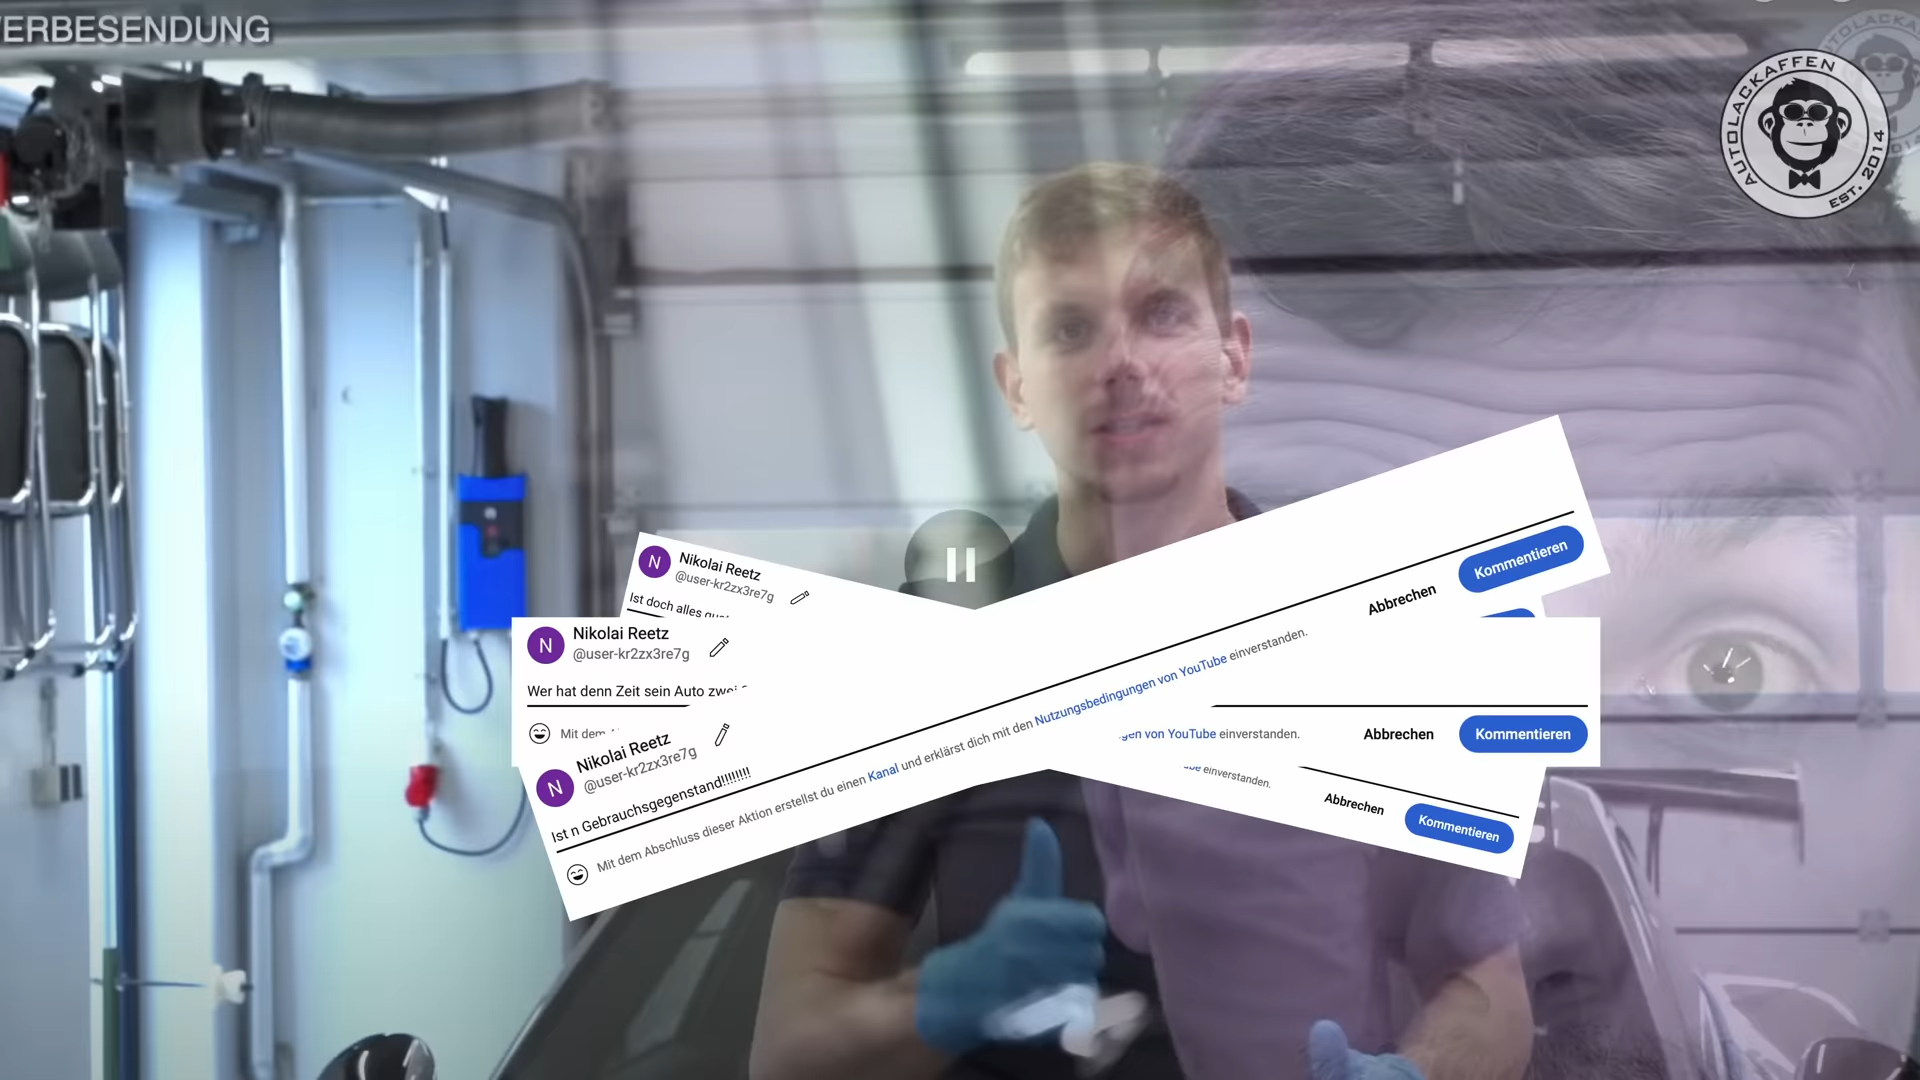 ERBESENDUNG
AUTOLACKAFFEN
EST. 2014
N
Nikolai Reetz
@user-kr2zx3re7g
Ist doch alles
Kommentieren
Abbrechen
N
Nikolai Reetz
@user-kr2zx3re7g
Wer hat denn Zeit sein Auto
Mit dem
von YouTube einverstanden.
Abbrechen
Kommentieren
N
Nikolai Reetz
@user-kr2zx3re7g
Ist n Gebrauchsgegenstand!!!!!!!!
Mit dem Abschluss dieser Aktion erstellst du einen Kanal und erklärst dich mit den Nutzungsbedingungen von YouTube einverstanden.
einverstanden.
Abbrechen
Kommentieren